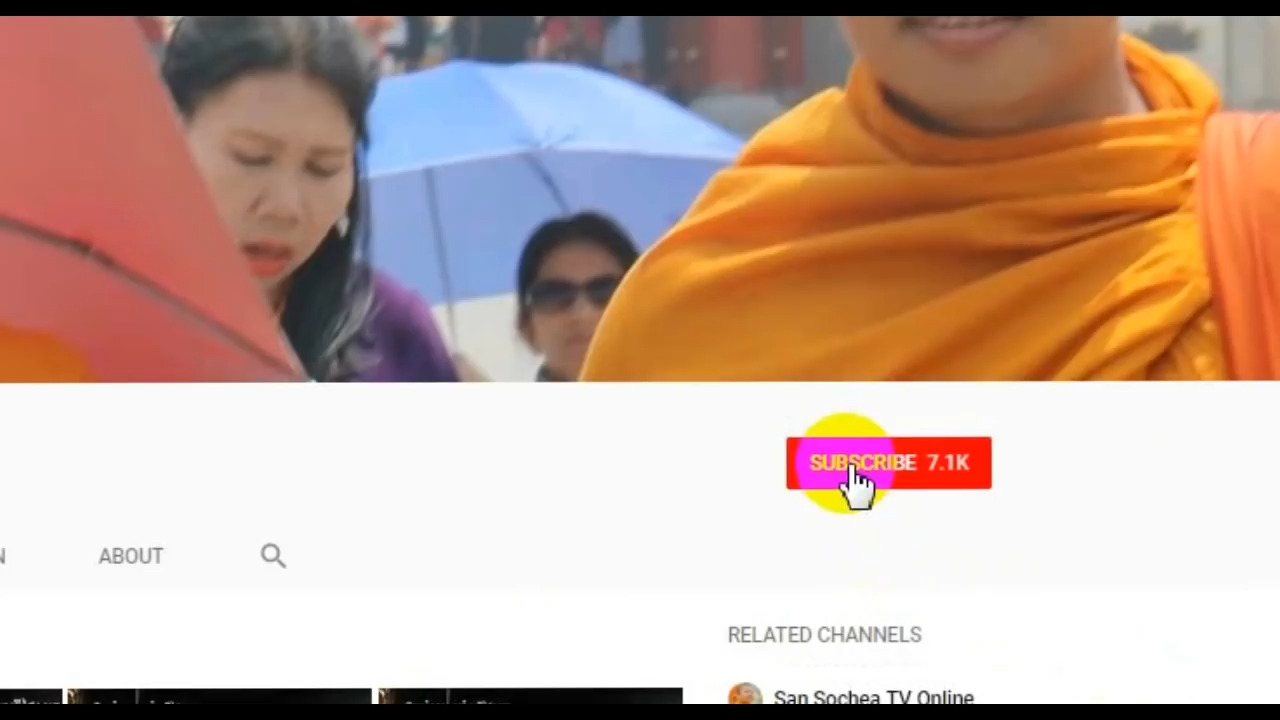 SUBSCRIBE 7.1K
ABOUT
RELATED CHANNELS
San Sochea TV Online